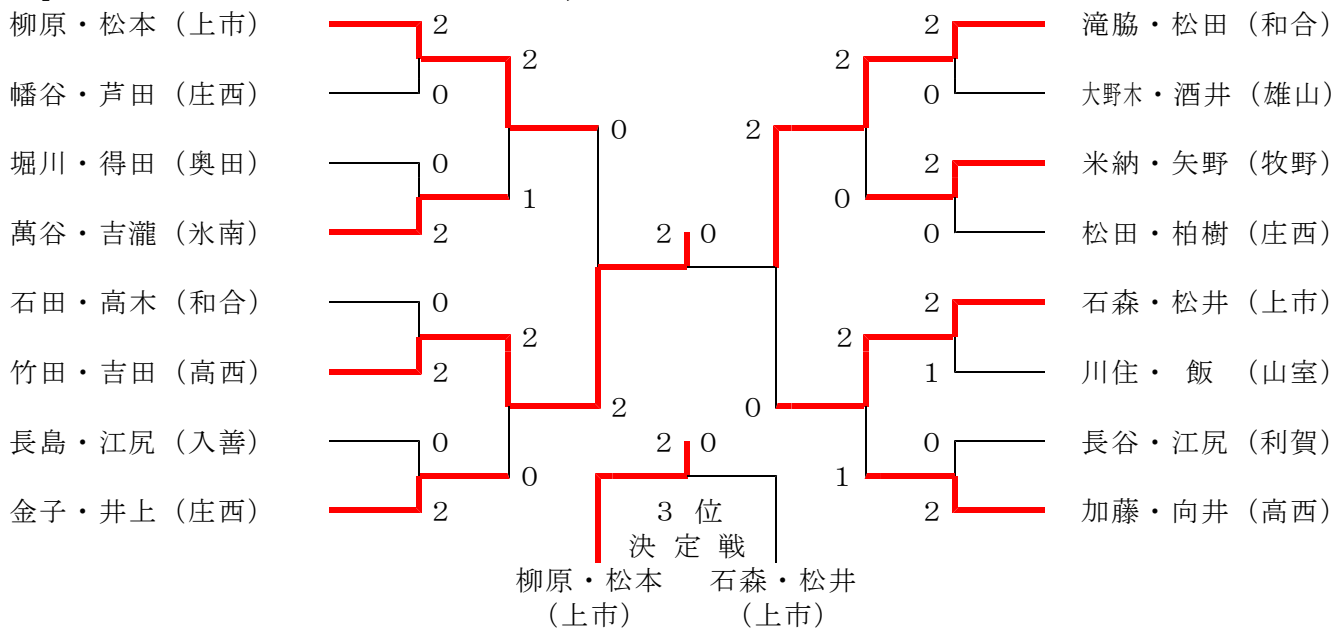 柳原・松本（上市） 2 2 滝脇・松田（和合）
2 2
幡谷・芦田（庄西） 0 0 大野木・酒井（雄山）
0 2
堀川・得田（奥田） 0 2 米納・矢野（牧野）
1 0
萬谷・吉瀧（氷南） 2 2 0 0 松田・柏樹（庄西）
石田・高木（和合） 0 2 石森・松井（上市）
2 2
竹田・吉田（高西） 2 1 川住・ 飯 （山室）
2 0
長島・江尻（入善） 0 2 0 0 長谷・江尻（利賀）
0 1
金子・井上（庄西） 2 3 位 2 加藤・向井（高西）
決 定 戦
柳原・松本 石森・松井
（上市） （上市）